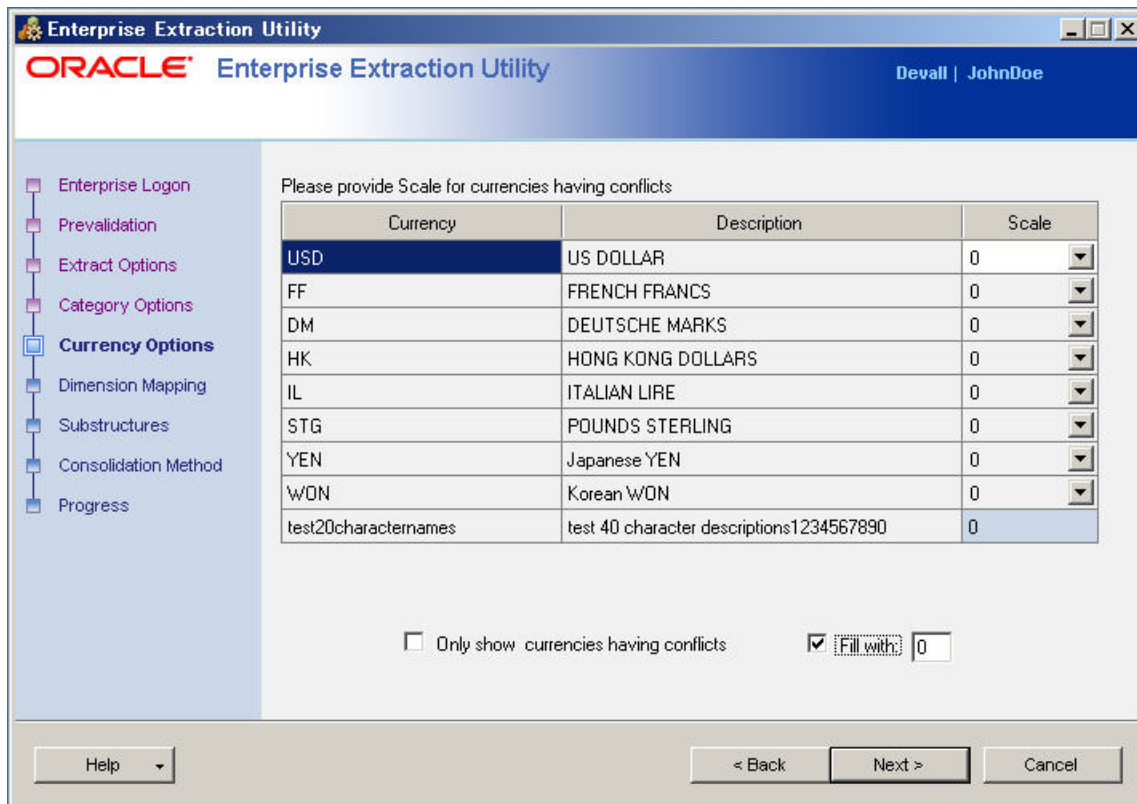 Enterprise Extraction Utility
ORACLE Enterprise Extraction Utility
Devall | JohnDoe
Enterprise Logon
Prevalidation
Extract Options
Category Options
Currency Options
Dimension Mapping
Substructures
Consolidation Method
Progress
Please provide Scale for currencies having conflicts
Currency Description Scale
USD US DOLLAR 0
FF FRENCH FRANCS 0
DM DEUTSCHE MARKS 0
HK HONG KONG DOLLARS 0
IL ITALIAN LIRE 0
STG POUNDS STERLING 0
YEN Japanese YEN 0
WON Korean WON 0
test20characternames test 40 character descriptions1234567890 0
Only show currencies having conflicts Fill with: 0
Help < Back Next > Cancel